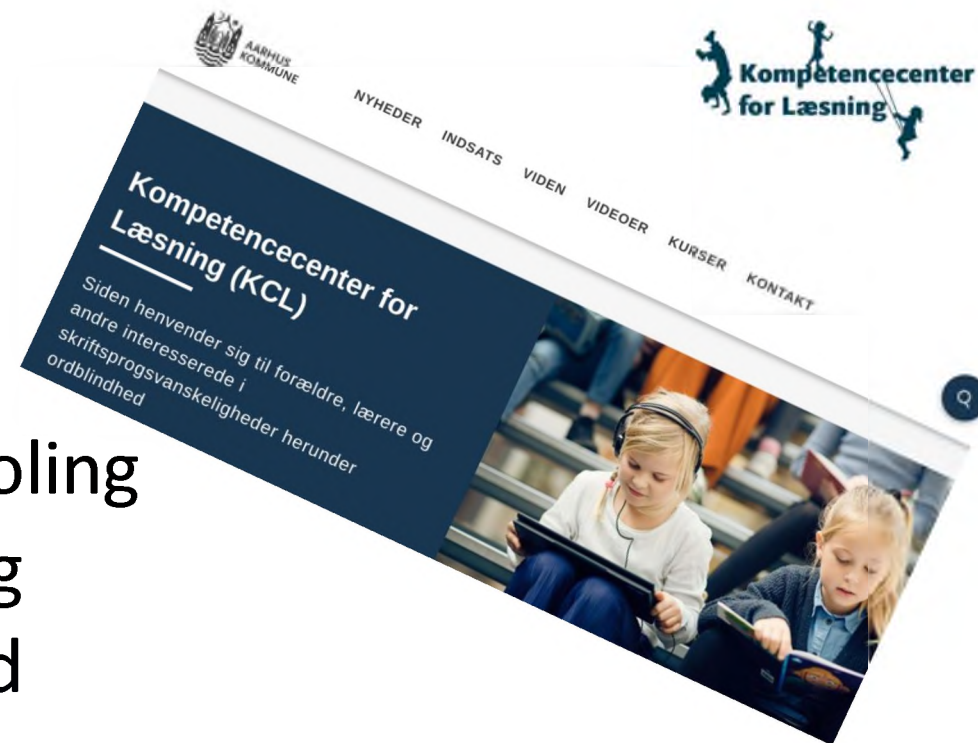 AARHUS
KOMMUNE
Kompetencecenter
for Læsning
NYHEDER INDSATS VIDEN VIDEOER KURSER KONTAKT
Kompetencecenter for
Læsning (KCL)
Siden henvender sig til forældre, lærere og
andre interesserede i
skriftsprogsvanskeligheder herunder
ordblindhed